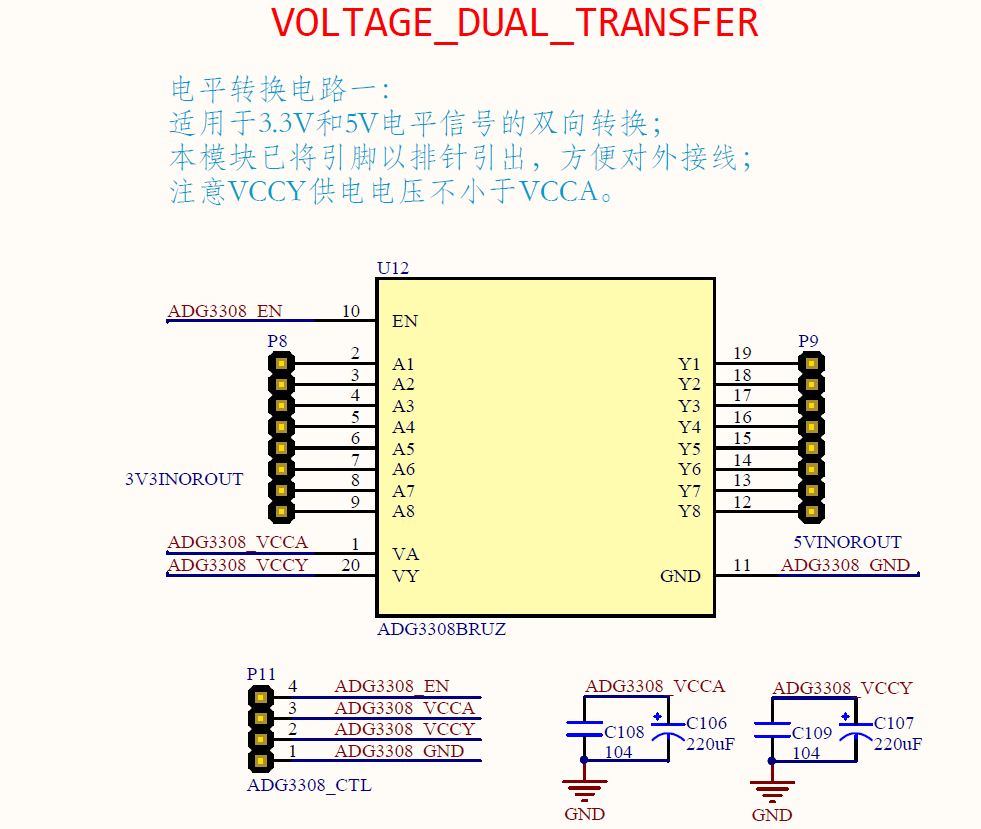 VOLTAGE_DUAL_TRANSFER
电平转换电路一：
适用于3.3V和5V电平信号的双向转换；
本模块已将引脚以排针引出，方便对外接线；
注意VCCY供电电压不小于VCCA。
U12
ADG3308_EN 10 EN
P8 P9
2 A1 Y1 19
3 A2 Y2 18
4 A3 Y3 17
5 A4 Y4 16
6 A5 Y5 15
7 A6 Y6 14
3V3INOROUT 8 A7 Y7 13
9 A8 Y8 12
5VINOROUT
ADG3308_VCCA 1 VA
ADG3308_VCCY 20 VY GND 11 ADG3308_GND
ADG3308BRUZ
P11
4 ADG3308_EN
3 ADG3308_VCCA
2 ADG3308_VCCY
1 ADG3308_GND
ADG3308_CTL
ADG3308_VCCA
C108
104
C106
220uF
GND
ADG3308_VCCY
C109
104
C107
220uF
GND